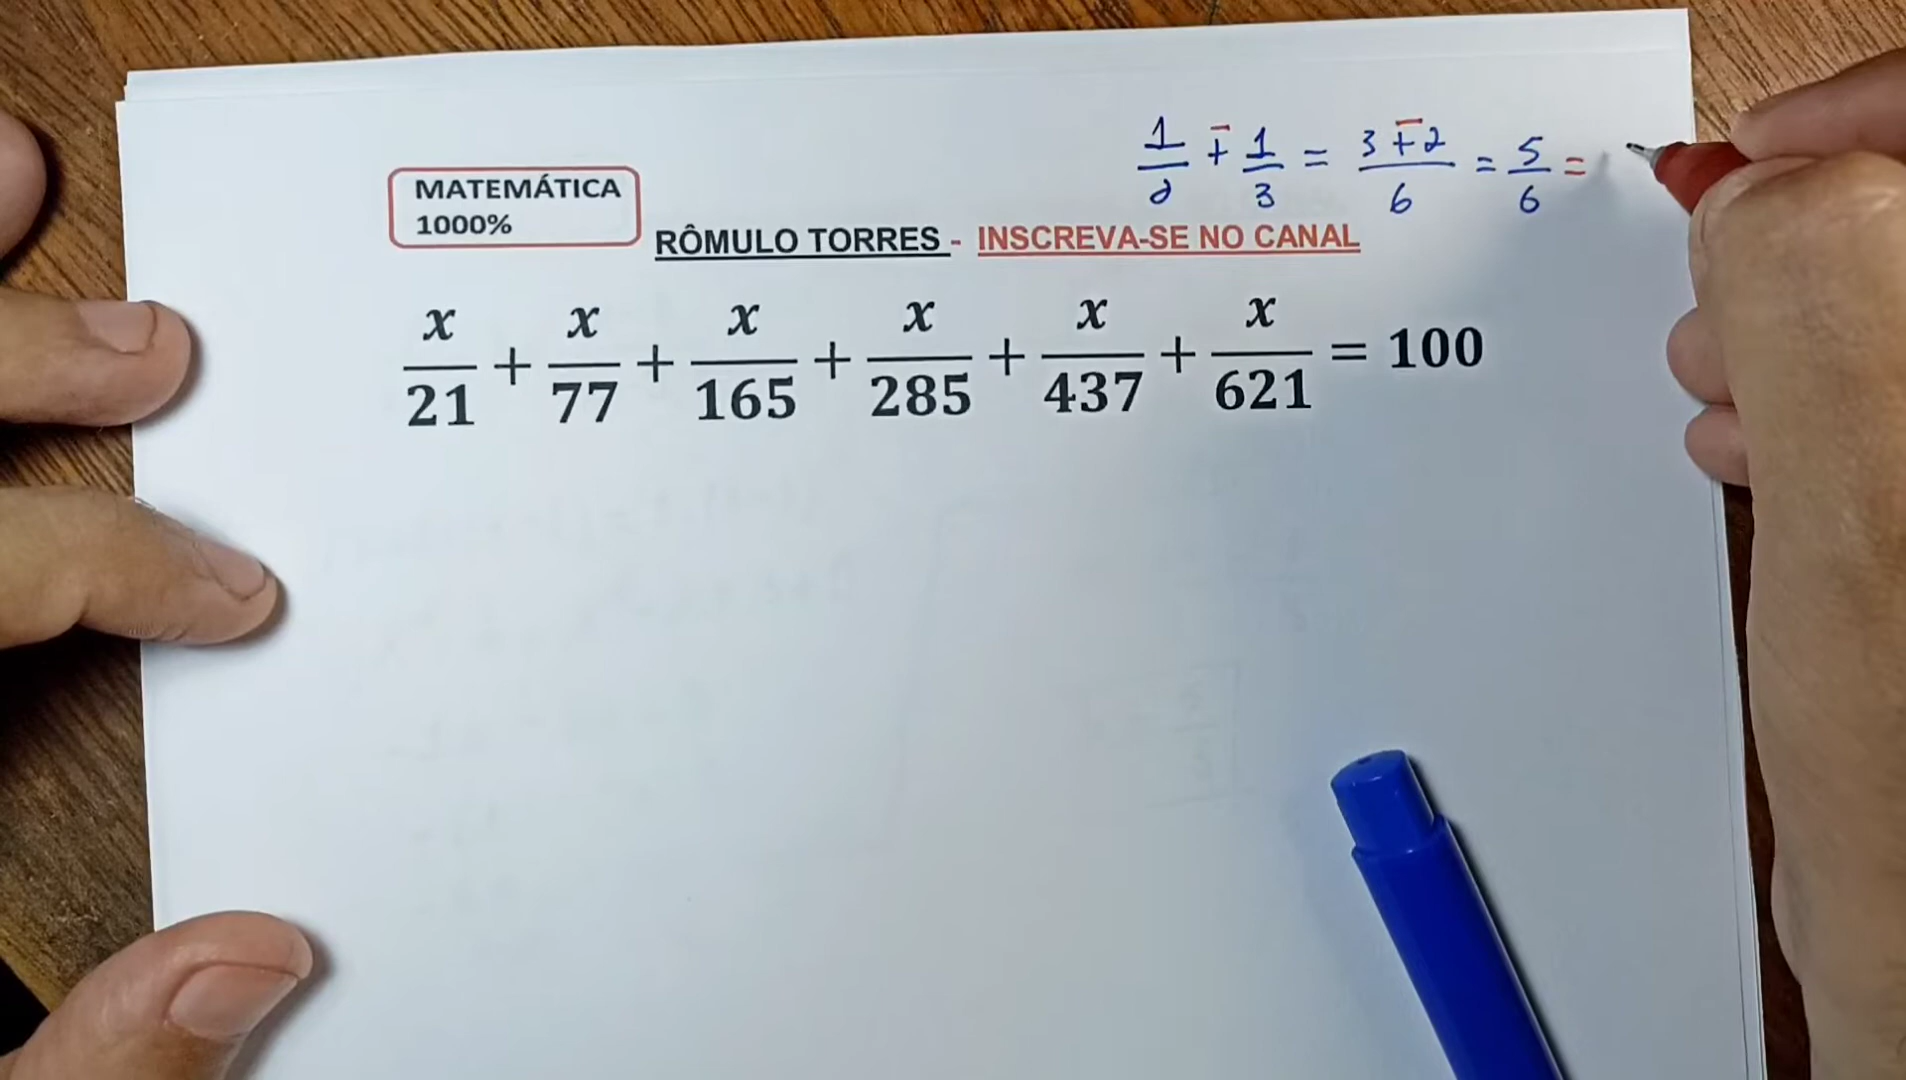 1/2 ∓ 1/3 = 3∓2/6 = 5/6 =
MATEMÁTICA
1000%
RÔMULO TORRES - INSCREVA-SE NO CANAL
x/21 + x/77 + x/165 + x/285 + x/437 + x/621 = 100